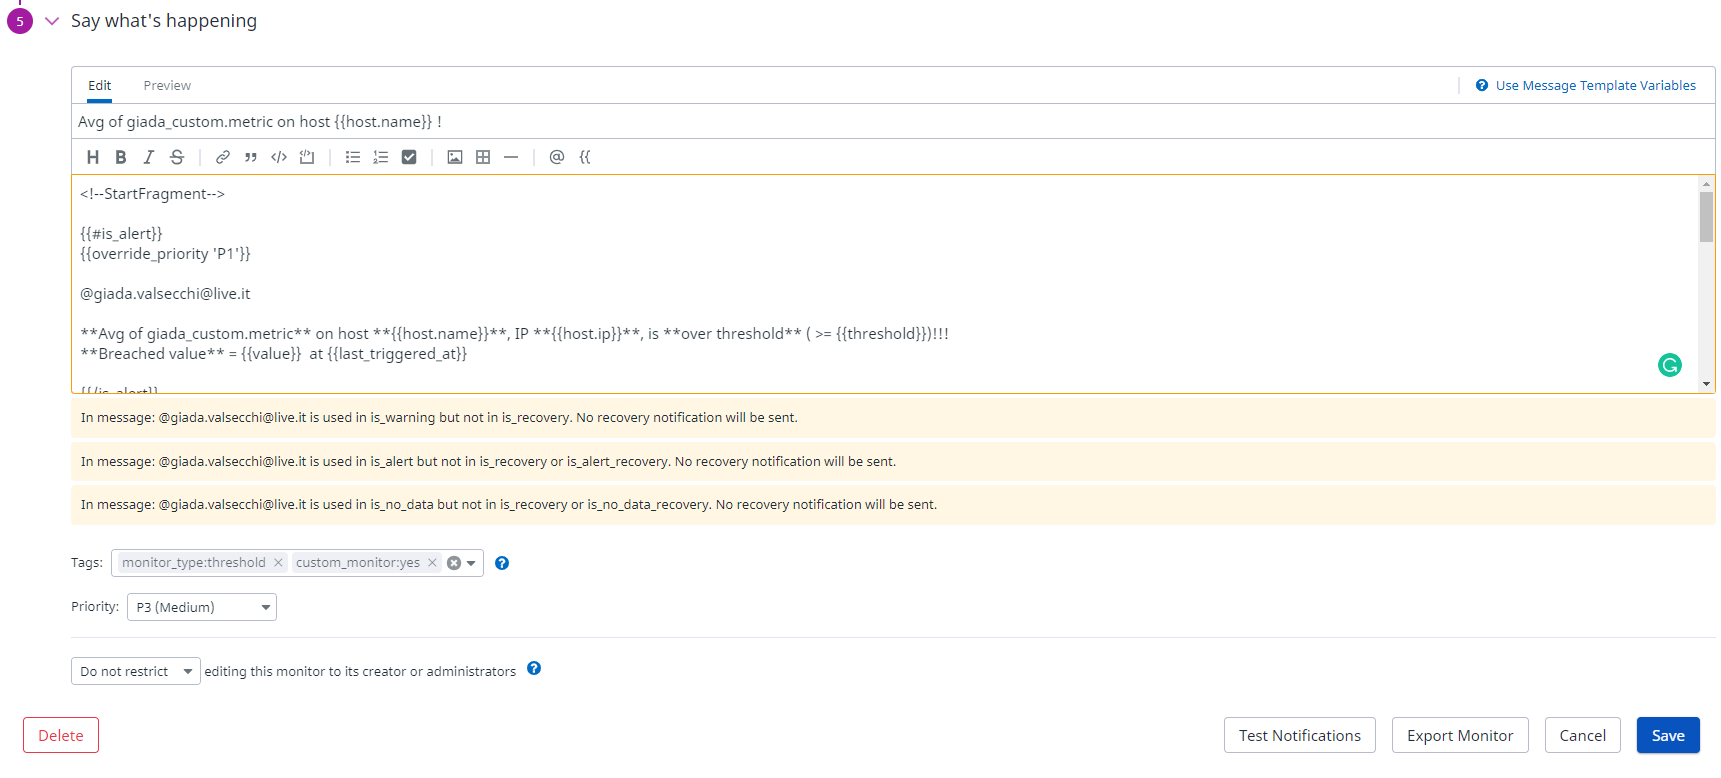 5 Say what's happening
Edit Preview Use Message Template Variables
Avg of giada_custom.metric on host {{host.name}} !
<!--StartFragment-->
{{#is_alert}}
{{override_priority 'P1'}}
@giada.valsecchi@live.it
**Avg of giada_custom.metric** on host **{{host.name}}**, IP **{{host.ip}}**, is **over threshold** ( >= {{threshold}})!!!
**Breached value** = {{value}}  at {{last_triggered_at}}
{{/is_alert}}
In message: @giada.valsecchi@live.it is used in is_warning but not in is_recovery. No recovery notification will be sent.
In message: @giada.valsecchi@live.it is used in is_alert but not in is_recovery or is_alert_recovery. No recovery notification will be sent.
In message: @giada.valsecchi@live.it is used in is_no_data but not in is_recovery or is_no_data_recovery. No recovery notification will be sent.
Tags: monitor_type:threshold × custom_monitor:yes ×
Priority: P3 (Medium)
Do not restrict editing this monitor to its creator or administrators
Delete Test Notifications Export Monitor Cancel Save